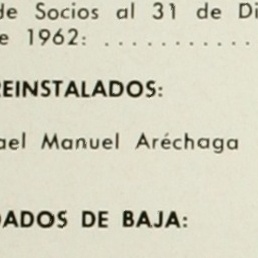 de Socios al 31 de Di
e 1962: ..........
REINSTALADOS:
ael Manuel Aréchaga
DADOS DE BAJA: